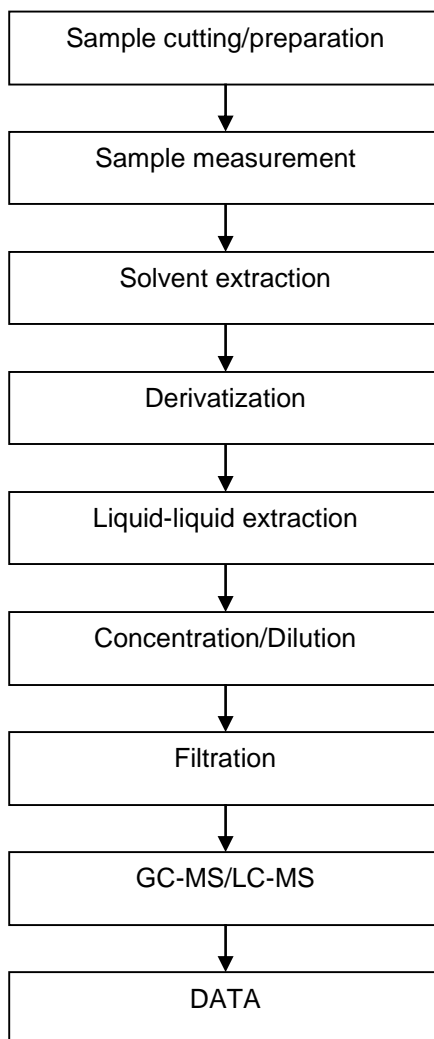 Sample cutting/preparation
Sample measurement
Solvent extraction
Derivatization
Liquid-liquid extraction
Concentration/Dilution
Filtration
GC-MS/LC-MS
DATA